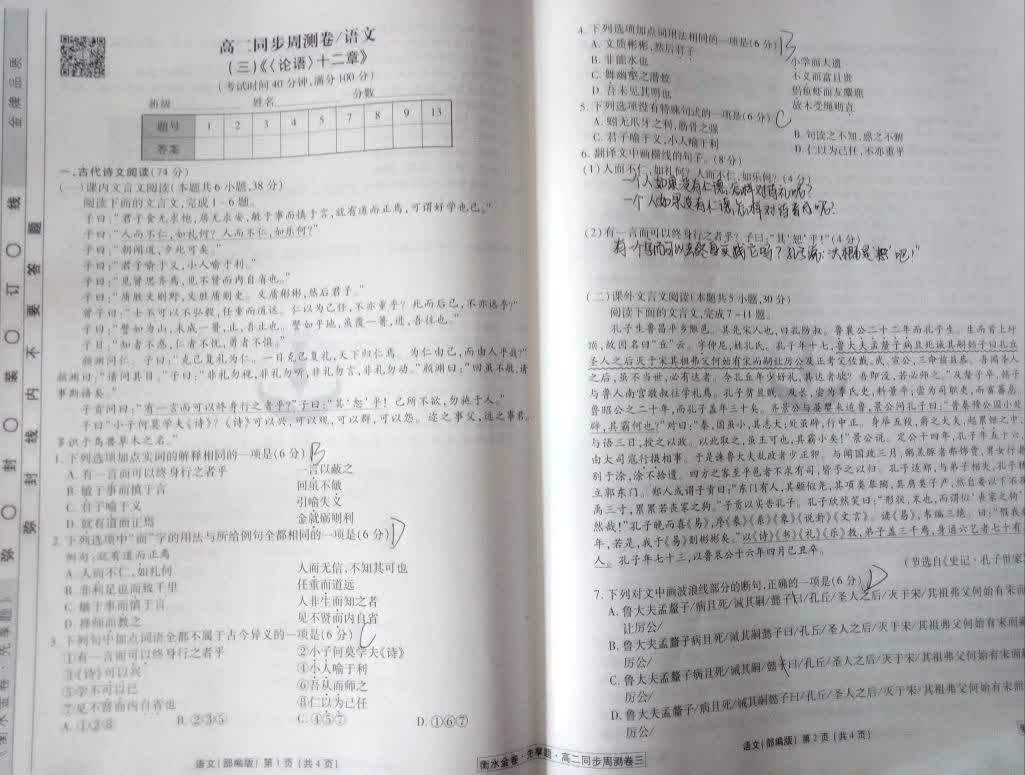 高二同步周测卷/语文
(三)《〈论语〉十二章》
(考试时间40分钟,满分100分)
班级 姓名 分数
题号 1 2 3 4 5 7 8 9 13
答案
一、古代诗文阅读(74分)
(一)课内文言文阅读(本题共6小题,38分)
阅读下面的文言文,完成1-6题。
子曰:“君子食无求饱,居无求安,敏于事而慎于言,就有道而正焉,可谓好学也已。”
子曰:“人而不仁,如礼何?人而不仁,如乐何?”
子曰:“朝闻道,夕死可矣。”
子曰:“君子喻于义,小人喻于利。”
子曰:“见贤思齐焉,见不贤而内自省也。”
子曰:“质胜文则野,文胜质则史。文质彬彬,然后君子。”
曾子曰:“士不可以不弘毅,任重而道远。仁以为己任,不亦重乎?死而后已,不亦远乎?”
子曰:“譬如为山,未成一篑,止,吾止也。譬如平地,虽覆一篑,进,吾往也。”
子曰:“知者不惑,仁者不忧,勇者不惧。”
颜渊问仁。子曰:“克己复礼为仁。一日克己复礼,天下归仁焉。为仁由己,而由人乎哉?”
颜渊曰:“请问其目。”子曰:“非礼勿视,非礼勿听,非礼勿言,非礼勿动。”颜渊曰:“回虽不敏,请
事斯语矣。”
子贡问曰:“有一言而可以终身行之者乎?”子曰:“其‘恕’乎!己所不欲,勿施于人。”
子曰“小子何莫学夫《诗》?《诗》可以兴,可以观,可以群,可以怨。迩之事父,远之事君,
多识于鸟兽草木之名。”
1. 下列选项加点实词的解释相同的一项是(6分) B
A. 有一言而可以终身行之者乎 一言以蔽之
B. 敏于事而慎于言 回虽不敏
C. 君子喻于义 引喻失义
D. 就有道而正焉 金就砺则利
2. 下列选项中“而”字的用法与所给例句全都相同的一项是(6分) D
例句:就有道而正焉
A. 人而不仁,如礼何 人而无信,不知其可也
B. 非利足也而致千里 任重而道远
C. 敏于事而慎于言 人非生而知之者
D. 择师而教之 见不贤而内自省
3. 下列句中加点词语全都不属于古今异义的一项是(6分) C
①有一言而可以终身行之者乎 ②小子何莫学夫《诗》
③《诗》可以兴 ④小人喻于利
⑤学不可以已 ⑥吾从而师之
⑦见不贤而内自省也 ⑧仁以为己任
A. ①②⑧ B. ②③⑤ C. ④⑤⑦ D. ①⑥⑦
语文(部编版) 第1页(共4页)
4. 下列选项加点词用法相同的一项是(6分) B
A. 文质彬彬,然后君子 小学而大遗
B. 非能水也 不义而富且贵
C. 舞幽壑之潜蛟 侣鱼虾而友麋鹿
D. 吾未见其明也 故木受绳则直
5. 下列选项没有特殊句式的一项是(6分) C
A. 蚓无爪牙之利,筋骨之强 B. 句读之不知,惑之不解
C. 君子喻于义,小人喻于利 D. 仁以为己任,不亦重乎
6. 翻译文中画横线的句子。(8分)
(1)人而不仁,如礼何?人而不仁,如乐何?(4分)
一个人如果没有仁德,怎样对待礼呢?
一个人如果没有仁德,怎样对待音乐呢?
(2)有一言而可以终身行之者乎?子曰:“其‘恕’乎!”(4分)
(二)课外文言文阅读(本题共5小题,30分)
阅读下面的文言文,完成7-11题。
孔子生鲁昌平乡陬邑。其先宋人也,曰孔防叔。鲁襄公二十二年而孔子生。生而首上圩
顶,故因名曰“丘”云。字仲尼,姓孔氏。孔子年十七,鲁大夫孟釐子病且死诫其嗣懿子曰孔丘
圣人之后灭于宋其祖弗父何始有宋而嗣让厉公及正考父佐戴、武、宣公,三命兹益恭。吾闻圣人
之后,虽不当世,必有达者。今孔丘年少好礼,其达者欤?吾即没,若必师之。”及釐子卒,懿子
与鲁人南宫敬叔往学礼焉。孔子贫且贱。及长,尝为季氏史,料量平;尝为司职吏,而畜蕃息。
鲁昭公之二十年,而孔子盖年三十矣。齐景公与晏婴来适鲁,景公问孔子曰:“昔秦穆公国小处
辟,其霸何也?”对曰:“秦,国虽小,其志大;处虽辟,行中正。身举五羖,爵之大夫,起累绁之中,
与语三日,授之以政。以此取之,虽王可也,其霸小矣!”景公说。定公十四年,孔子年五十六,
由大司寇行摄相事。于是诛鲁大夫乱政者少正卯。与闻国政三月,粥羔豚者弗饰贾,男女行者
别于涂,涂不拾遗。四方之客至乎邑者不求有司,皆予之以归。孔子适郑,与弟子相失,孔子独
立郭东门。郑人或谓子贡曰:“东门有人,其颡似尧,其项类皋陶,其肩类子产,然自要以下不及
禹三寸,累累若丧家之狗。”子贡以实告孔子。孔子欣然笑曰:“形状,末也,而谓似‘丧家之狗’,
然哉!”孔子晚而喜《易》,序《彖》《系》《象》《说卦》《文言》。读《易》,韦编三绝。曰:“假我数
年,若是,我于《易》则彬彬矣。”以《诗》《书》《礼》《乐》教,弟子盖三千焉,身通六艺者七十有二
人。孔子年七十三,以鲁哀公十六年四月己丑卒。
(节选自《史记·孔子世家
7. 下列对文中画波浪线部分的断句,正确的一项是(6分) D
A. 鲁大夫孟釐子/病且死/诫其嗣/懿子曰/孔丘/圣人之后/灭于宋/其祖弗父何始有宋而
让厉公/
B. 鲁大夫孟釐子病且死/诫其嗣懿子曰/孔丘/圣人之后/灭于宋/其祖弗父何始有宋而嗣
厉公/
C. 鲁大夫孟釐子病且死/诫其嗣/懿子曰/孔丘/圣人之后/灭于宋/其祖弗父何始有宋而
厉公/
D. 鲁大夫孟釐子/病且死/诫其嗣懿子曰/孔丘/圣人之后/灭于宋/其祖弗父何始有宋而
厉公/
语文(部编版) 第2页(共4页)
衡水金卷·先享题·高二同步周测卷三
金榜品质
弥 封 装 订 线
弥 封 线 内 不 要 答 题